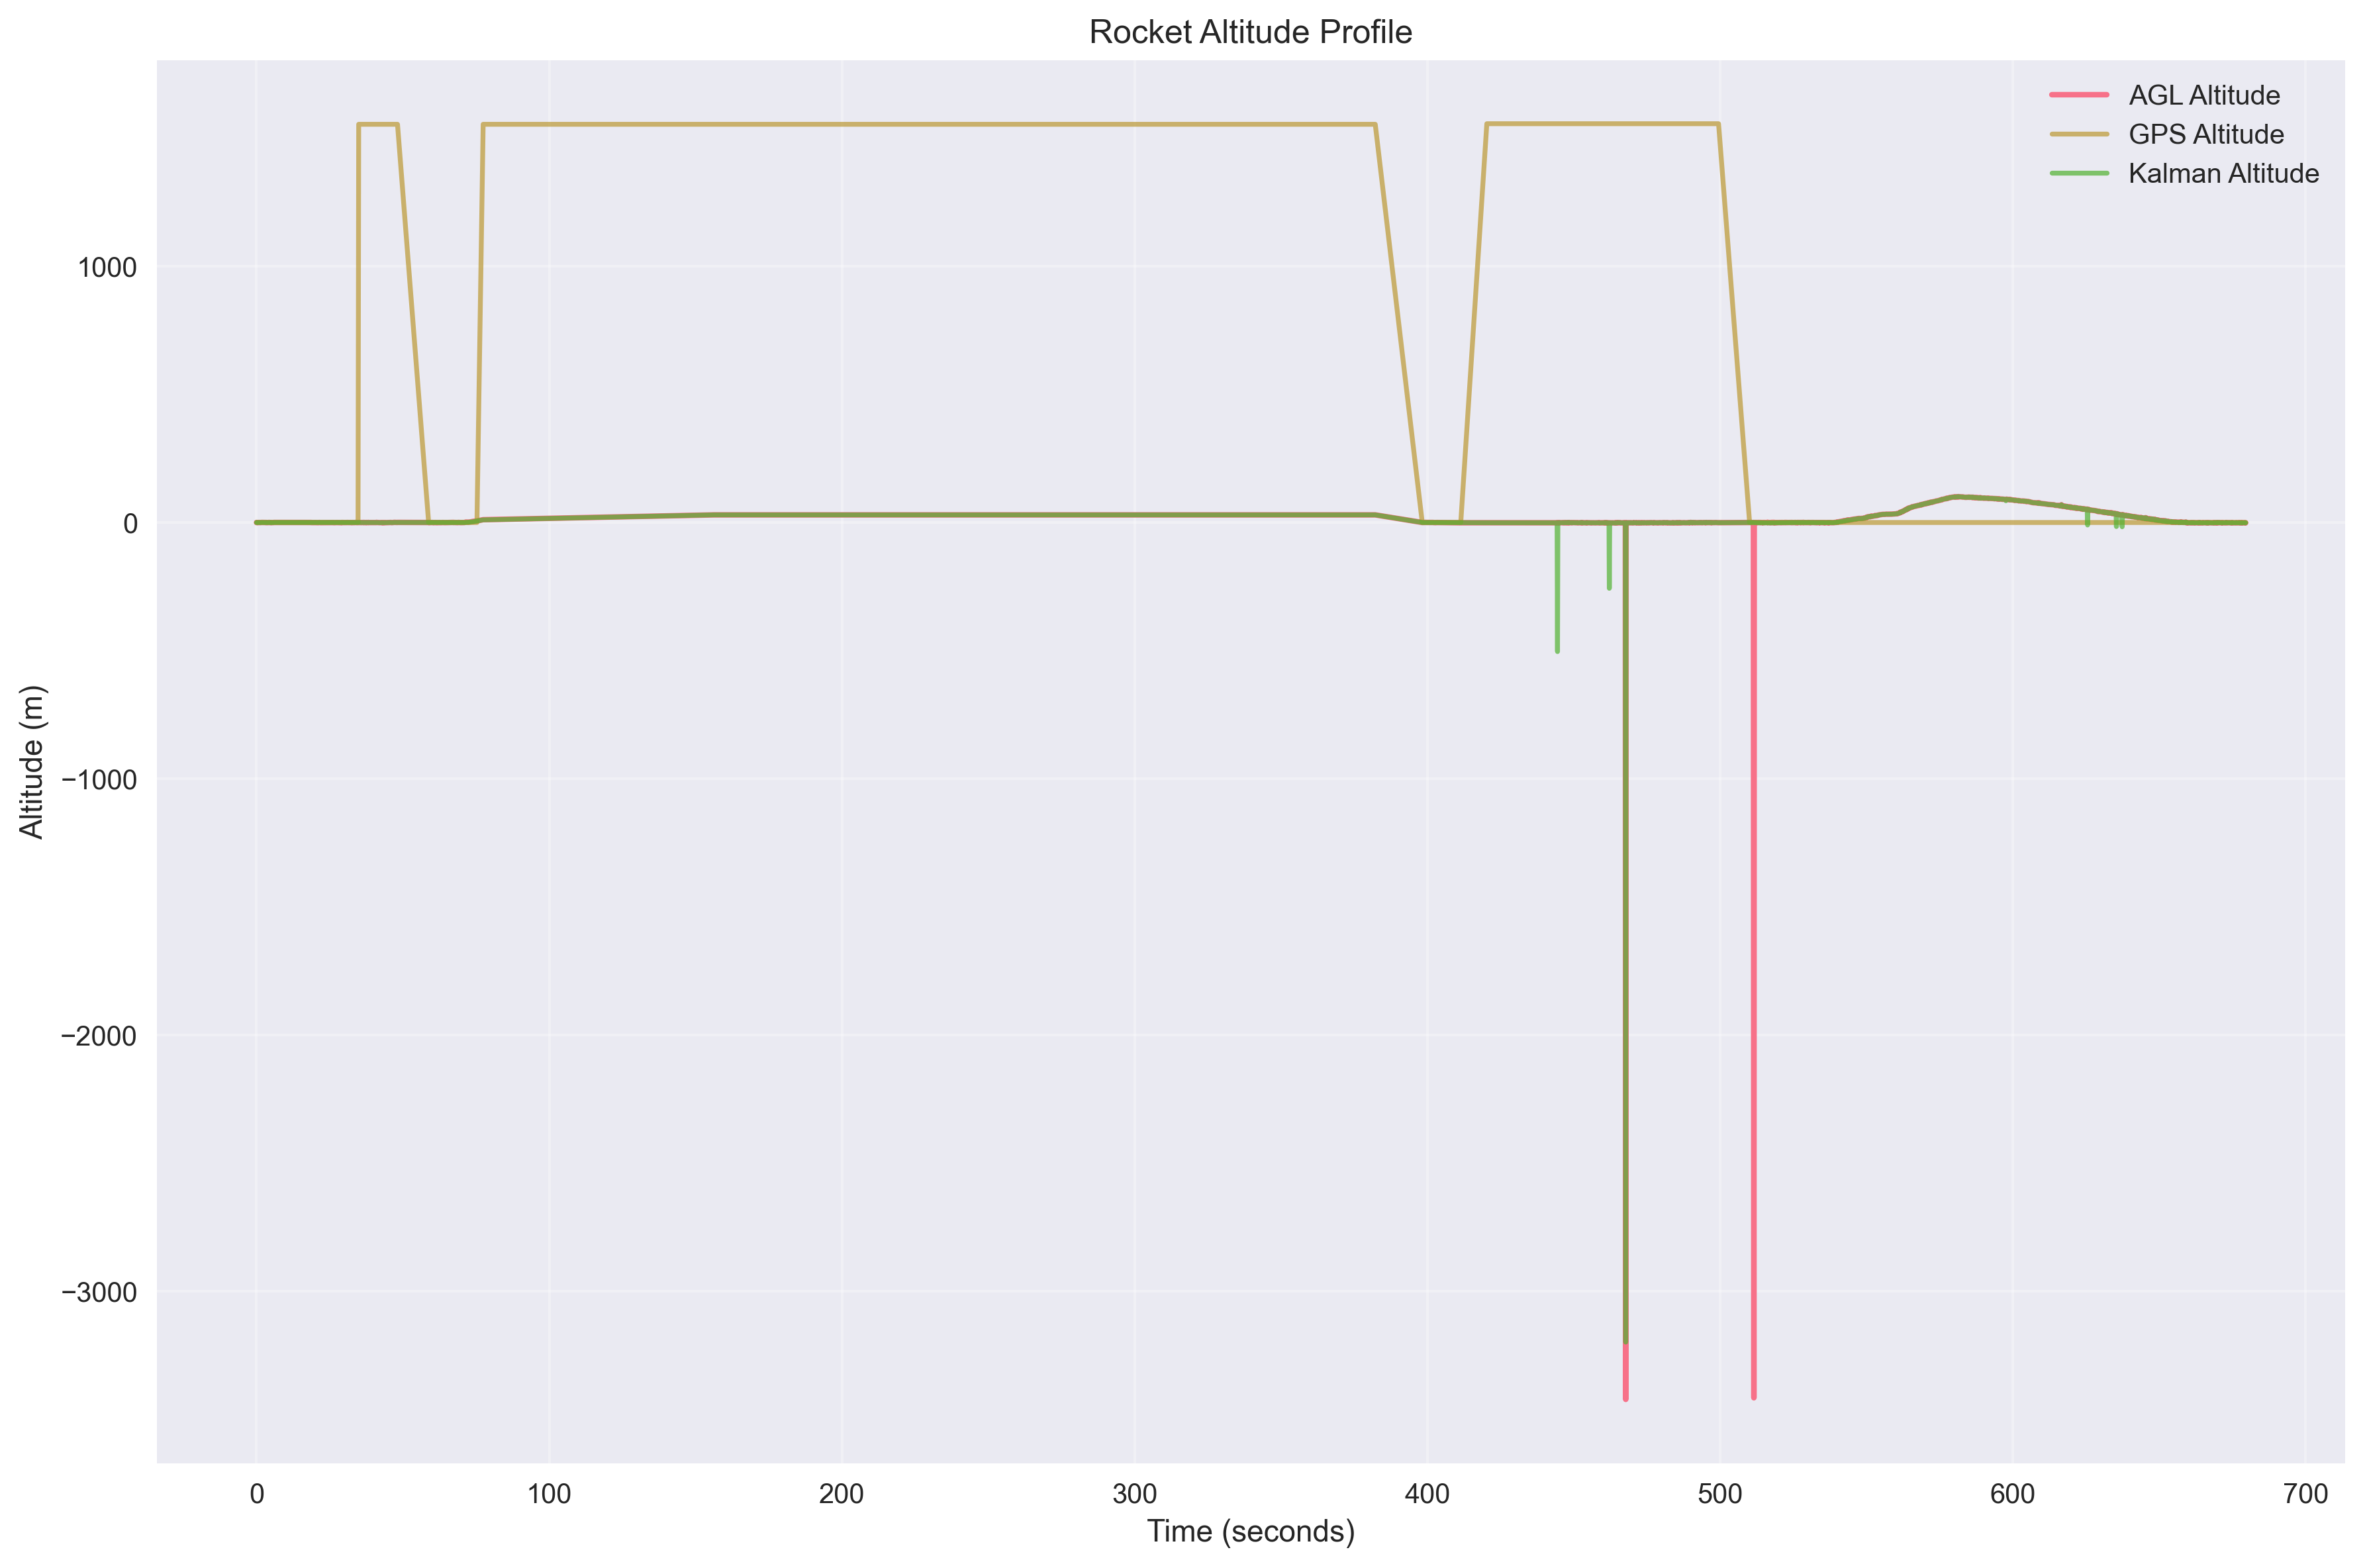 Rocket Altitude Profile
AGL Altitude
GPS Altitude
Kalman Altitude
1000
0
−1000
−2000
−3000
Altitude (m)
0 100 200 300 400 500 600 700
Time (seconds)